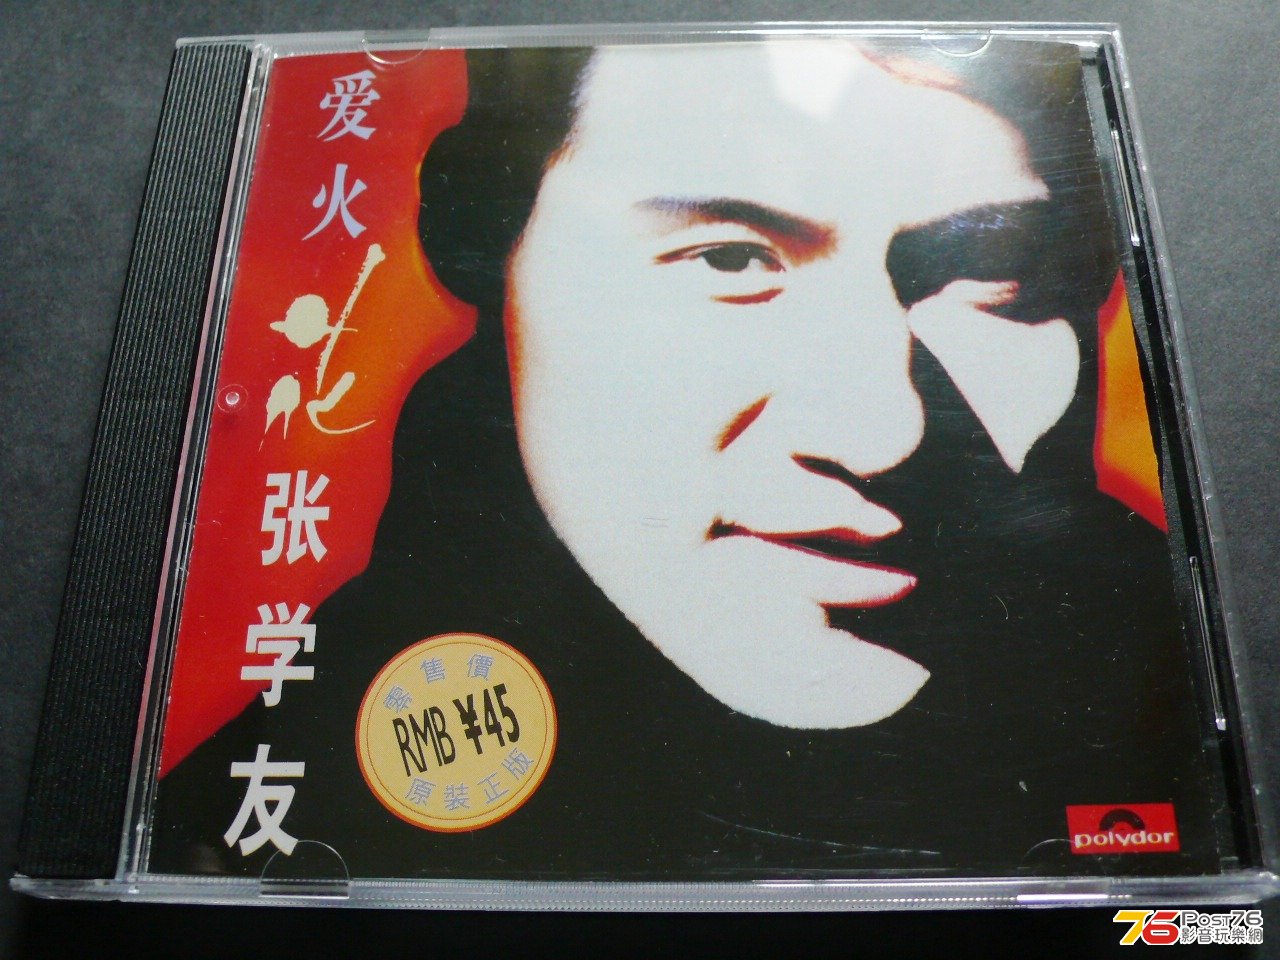 爱火花
张学友
零售價
RMB ¥45
原裝正版
polydor
76 Post76
影音玩樂網